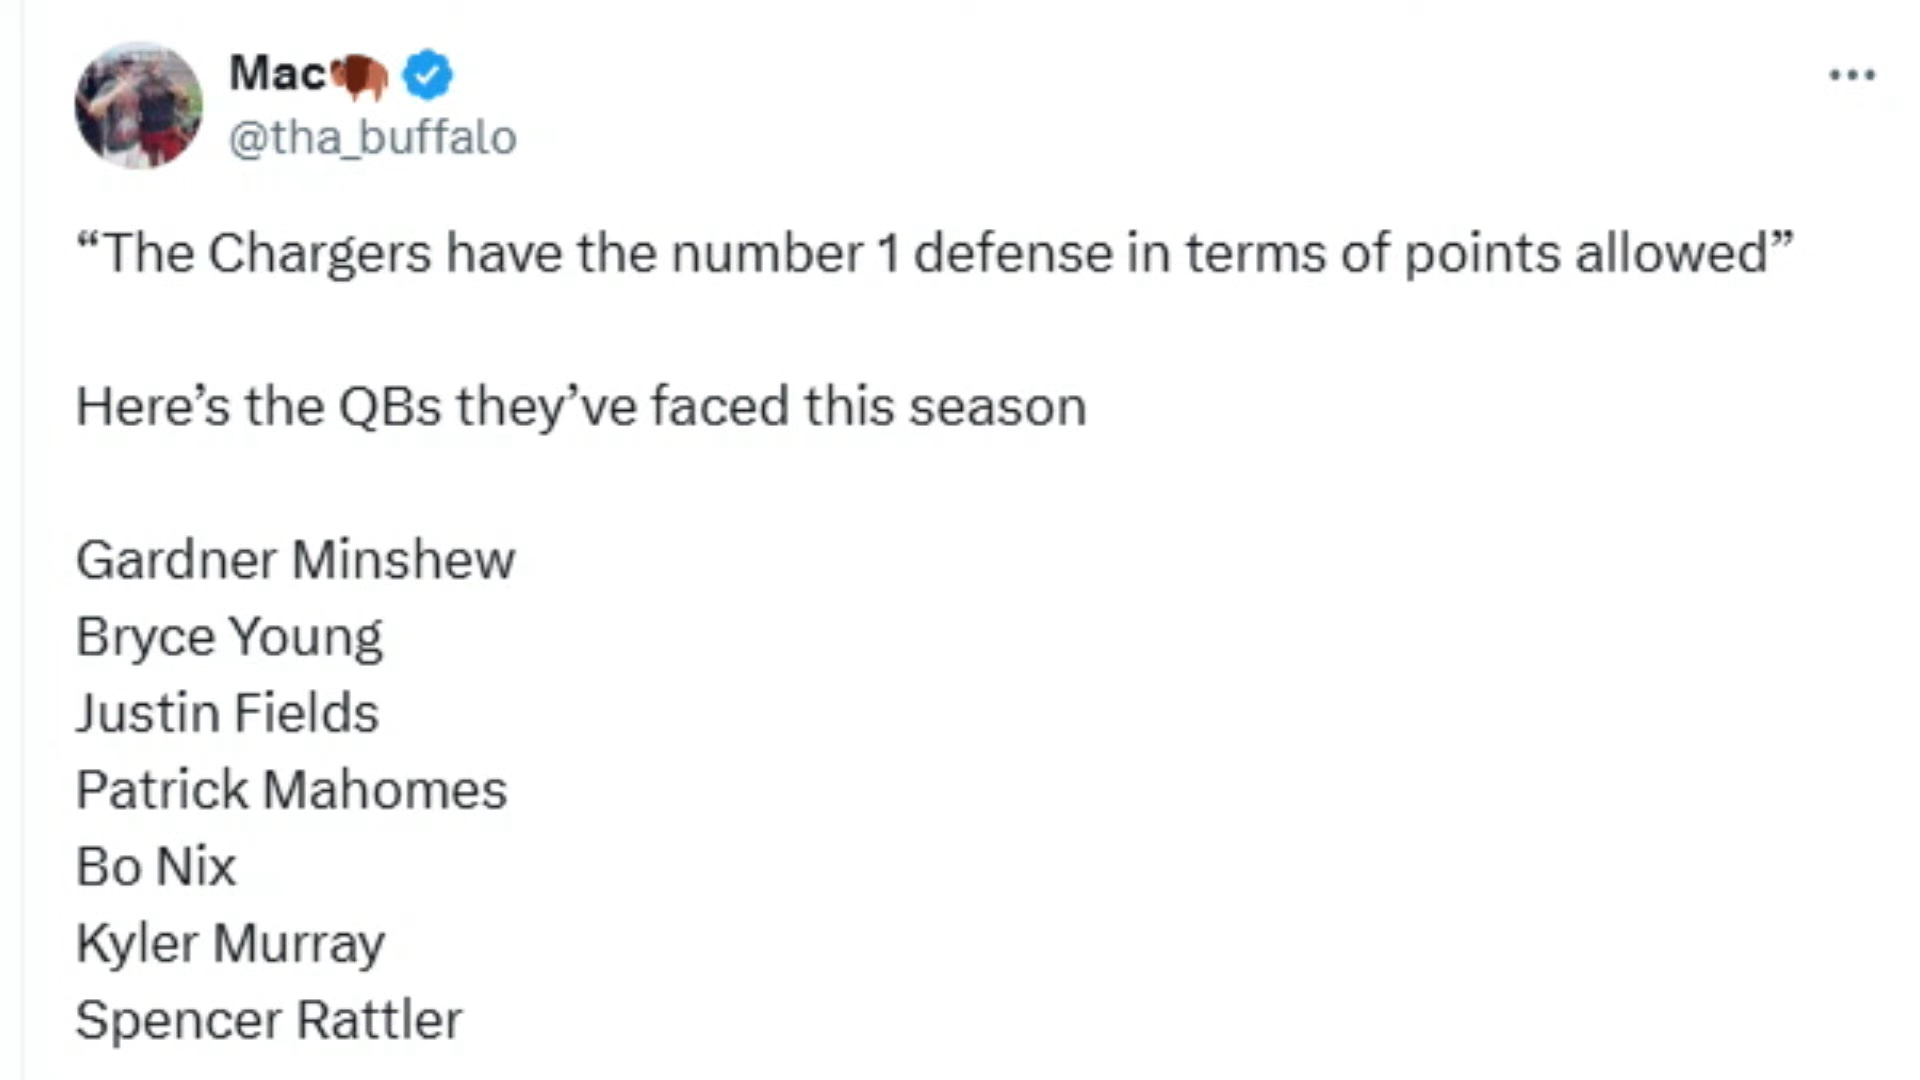 Mac🦬
@tha_buffalo
“The Chargers have the number 1 defense in terms of points allowed”
Here’s the QBs they’ve faced this season
Gardner Minshew
Bryce Young
Justin Fields
Patrick Mahomes
Bo Nix
Kyler Murray
Spencer Rattler